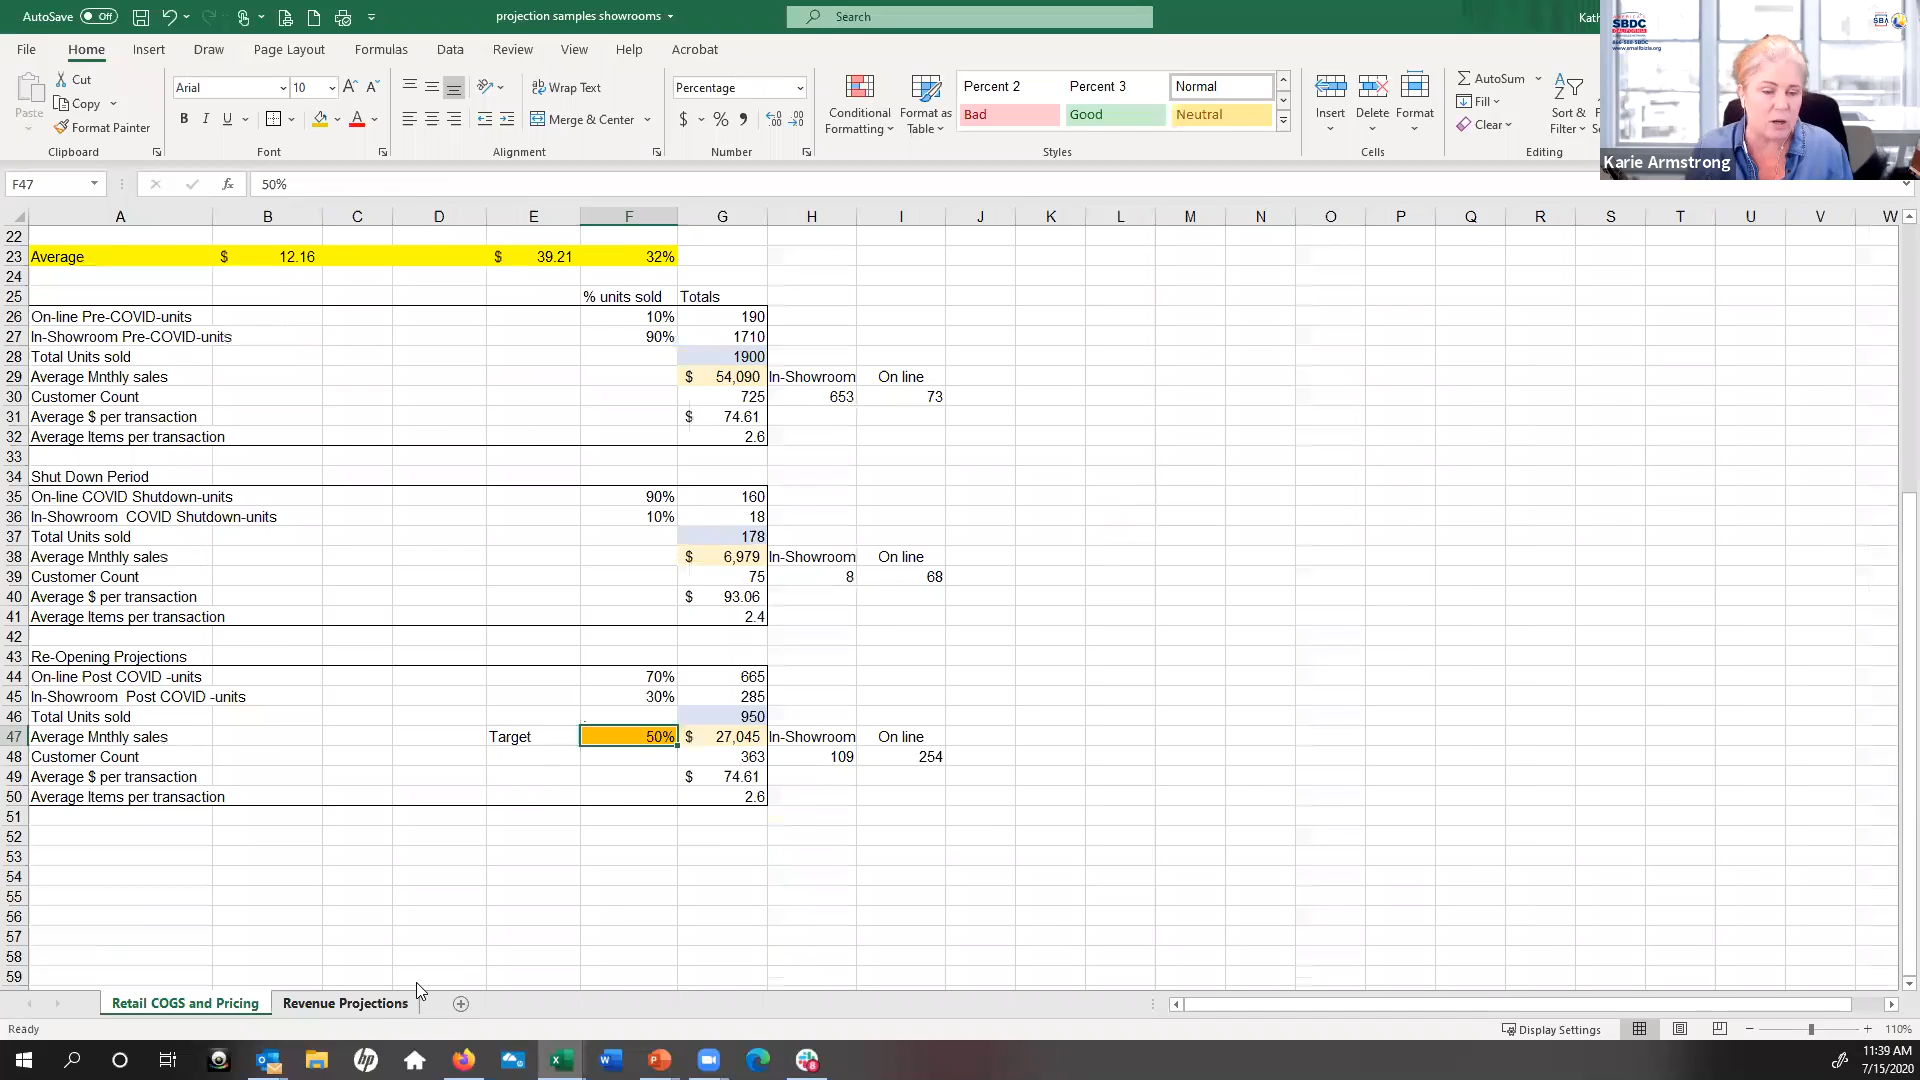 AutoSave Off projection samples showrooms Search Kath
AMERICA'S SBDC CALIFORNIA
www.smallbizla.org
SBA
File Home Insert Draw Page Layout Formulas Data Review View Help Acrobat
Paste Cut Copy Format Painter
Arial 10 Wrap Text Merge & Center
Percentage $ % 9
Conditional Formatting Format as Table
Percent 2 Percent 3 Normal
Bad Good Neutral
Insert Delete Format
AutoSum Fill Clear Sort & Filter
Clipboard Font Alignment Number Styles Cells Editing
Karie Armstrong
F47 fx 50%
A B C D E F G H I J K L M N O P Q R S T U V W
22
23 Average $ 12.16 $ 39.21 32%
24
25 % units sold Totals
26 On-line Pre-COVID-units 10% 190
27 In-Showroom Pre-COVID-units 90% 1710
28 Total Units sold 1900
29 Average Mnthly sales $ 54,090 In-Showroom On line
30 Customer Count 725 653 73
31 Average $ per transaction $ 74.61
32 Average Items per transaction 2.6
33
34 Shut Down Period
35 On-line COVID Shutdown-units 90% 160
36 In-Showroom COVID Shutdown-units 10% 18
37 Total Units sold 178
38 Average Mnthly sales $ 6,979 In-Showroom On line
39 Customer Count 75 8 68
40 Average $ per transaction $ 93.06
41 Average Items per transaction 2.4
42
43 Re-Opening Projections
44 On-line Post COVID -units 70% 665
45 In-Showroom Post COVID -units 30% 285
46 Total Units sold 950
47 Average Mnthly sales Target 50% $ 27,045 In-Showroom On line
48 Customer Count 363 109 254
49 Average $ per transaction $ 74.61
50 Average Items per transaction 2.6
51
52
53
54
55
56
57
58
59
Retail COGS and Pricing Revenue Projections
Ready Display Settings 110%
11:39 AM
7/15/2020